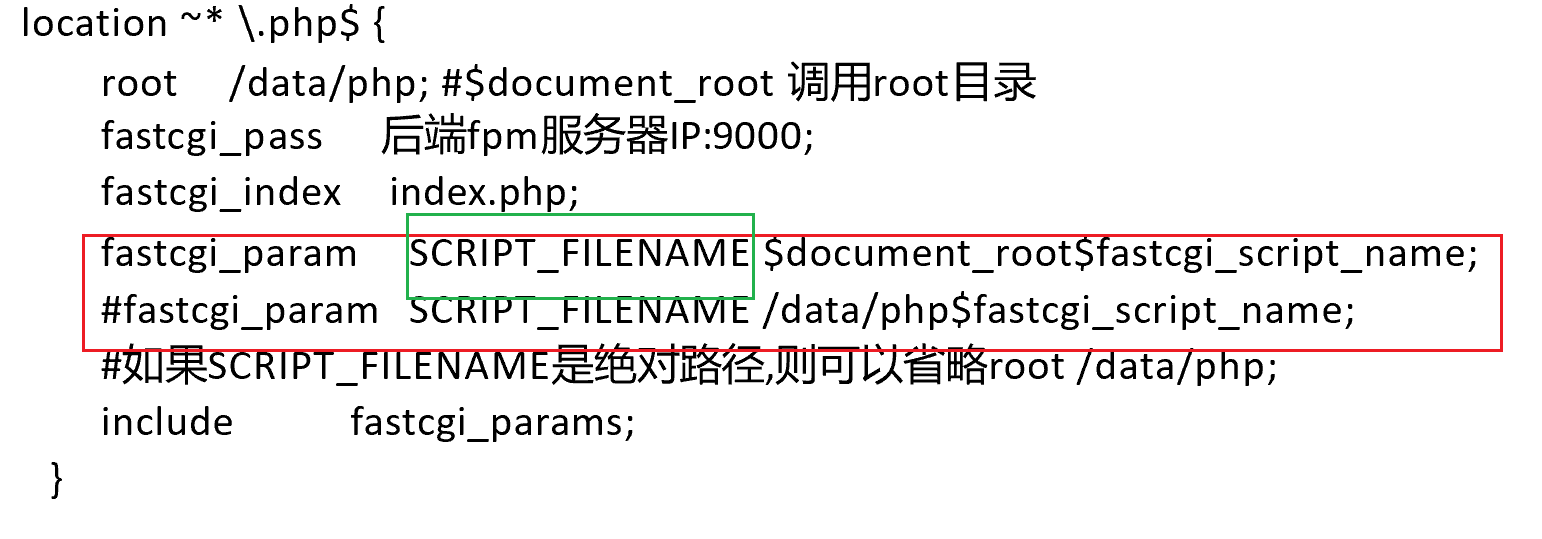 location ~* \.php$ {
root /data/php; #$document_root 调用root目录
fastcgi_pass 后端fpm服务器IP:9000;
fastcgi_index index.php;
fastcgi_param SCRIPT_FILENAME $document_root$fastcgi_script_name;
#fastcgi_param SCRIPT_FILENAME /data/php$fastcgi_script_name;
#如果SCRIPT_FILENAME是绝对路径,则可以省略root /data/php;
include fastcgi_params;
}